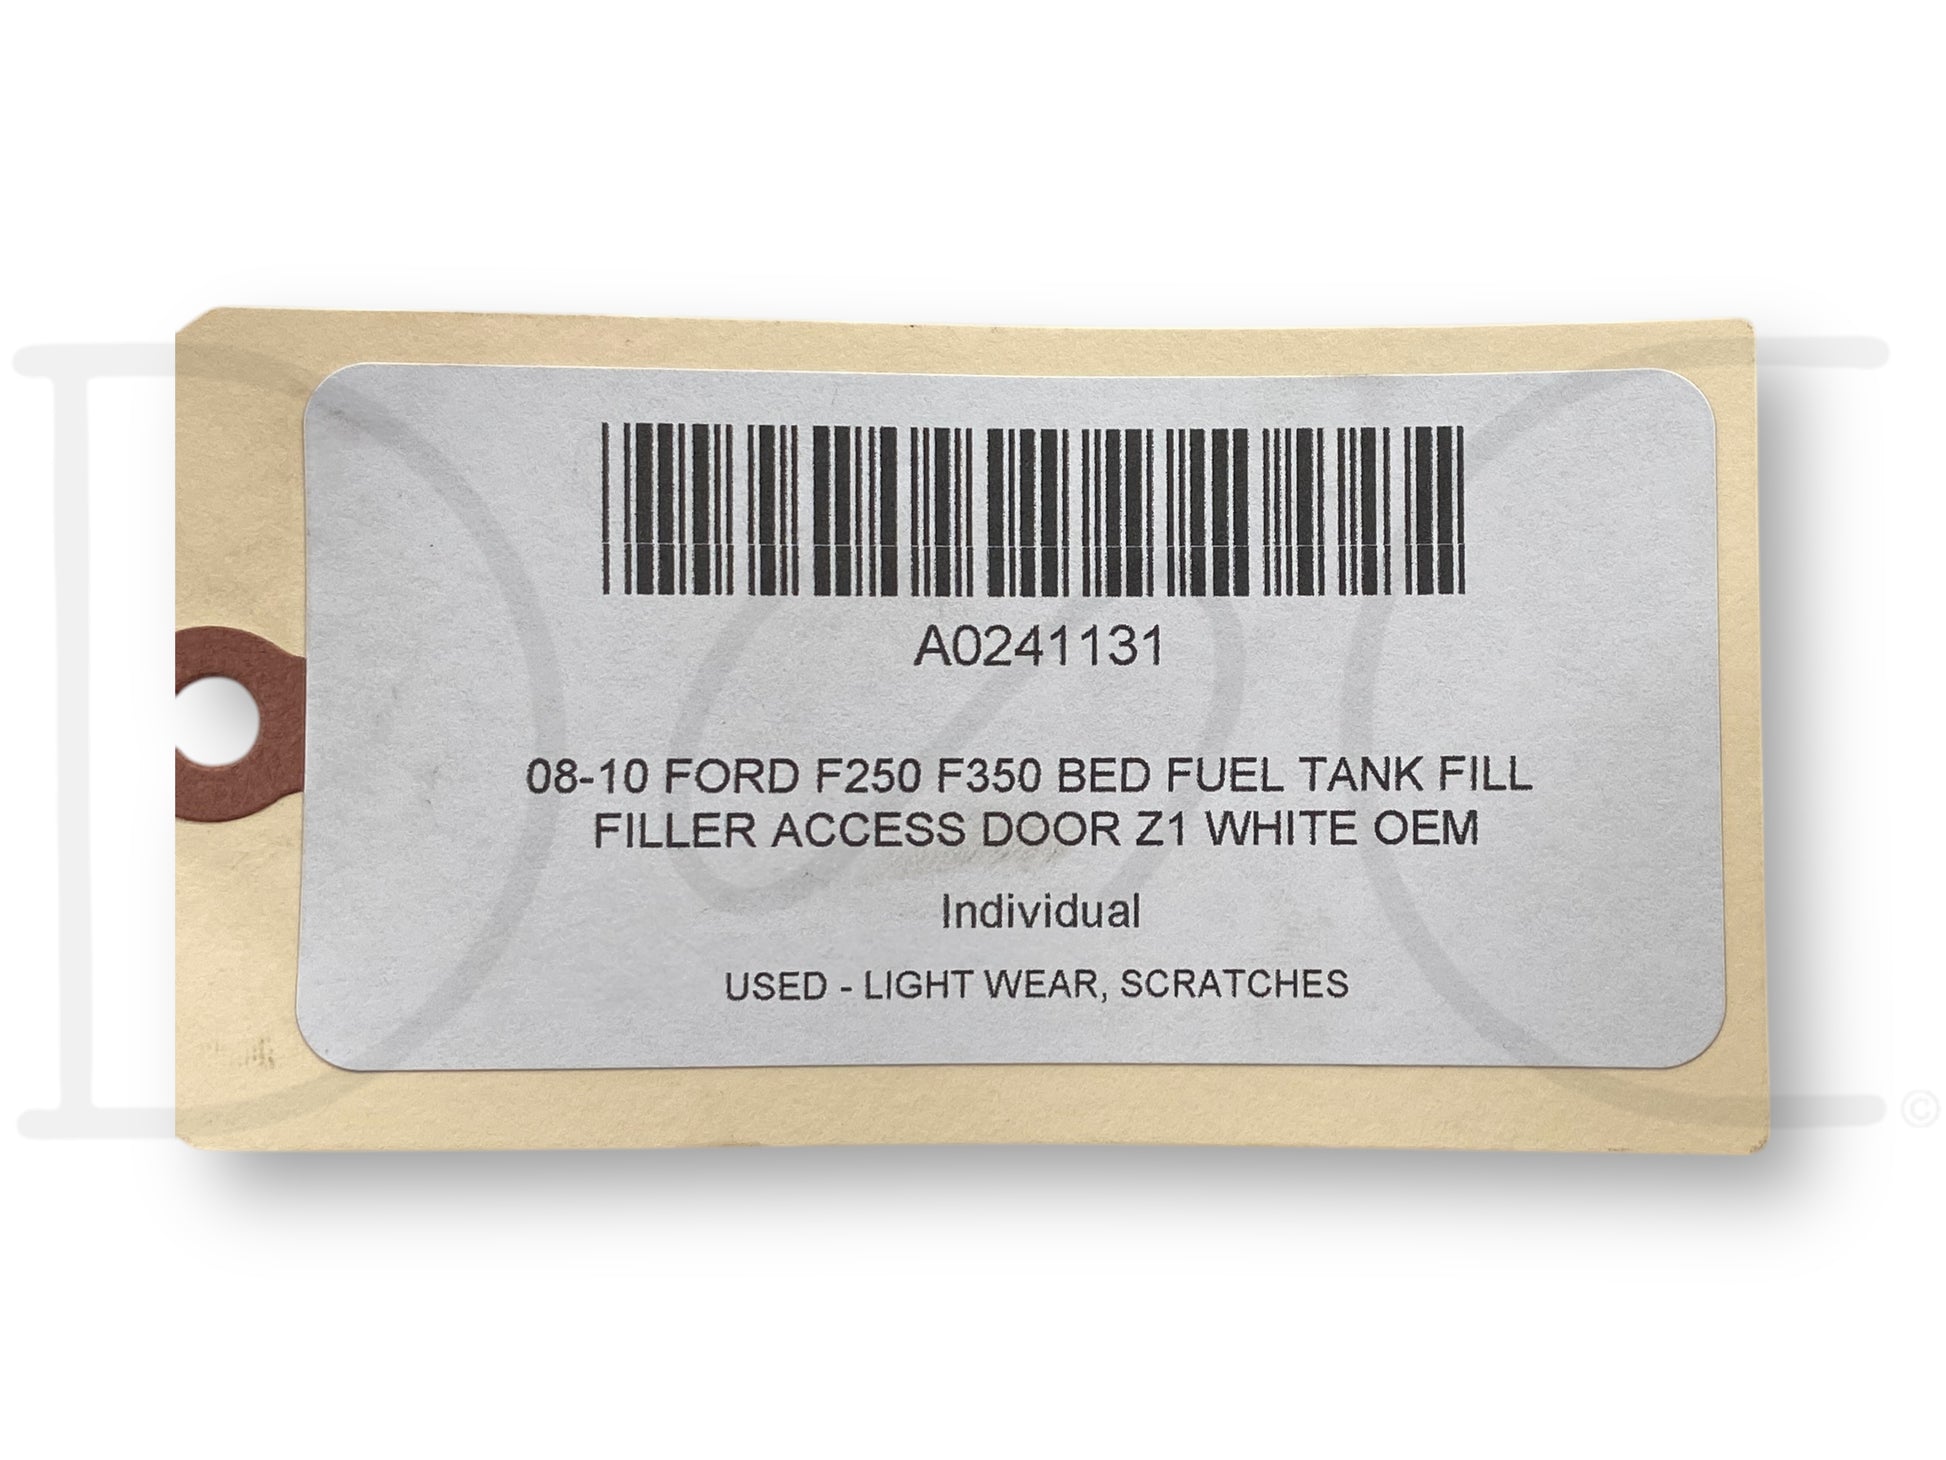 A0241131
08-10 FORD F250 F350 BED FUEL TANK FILL
FILLER ACCESS DOOR Z1 WHITE OEM
Individual
USED - LIGHT WEAR, SCRATCHES
©